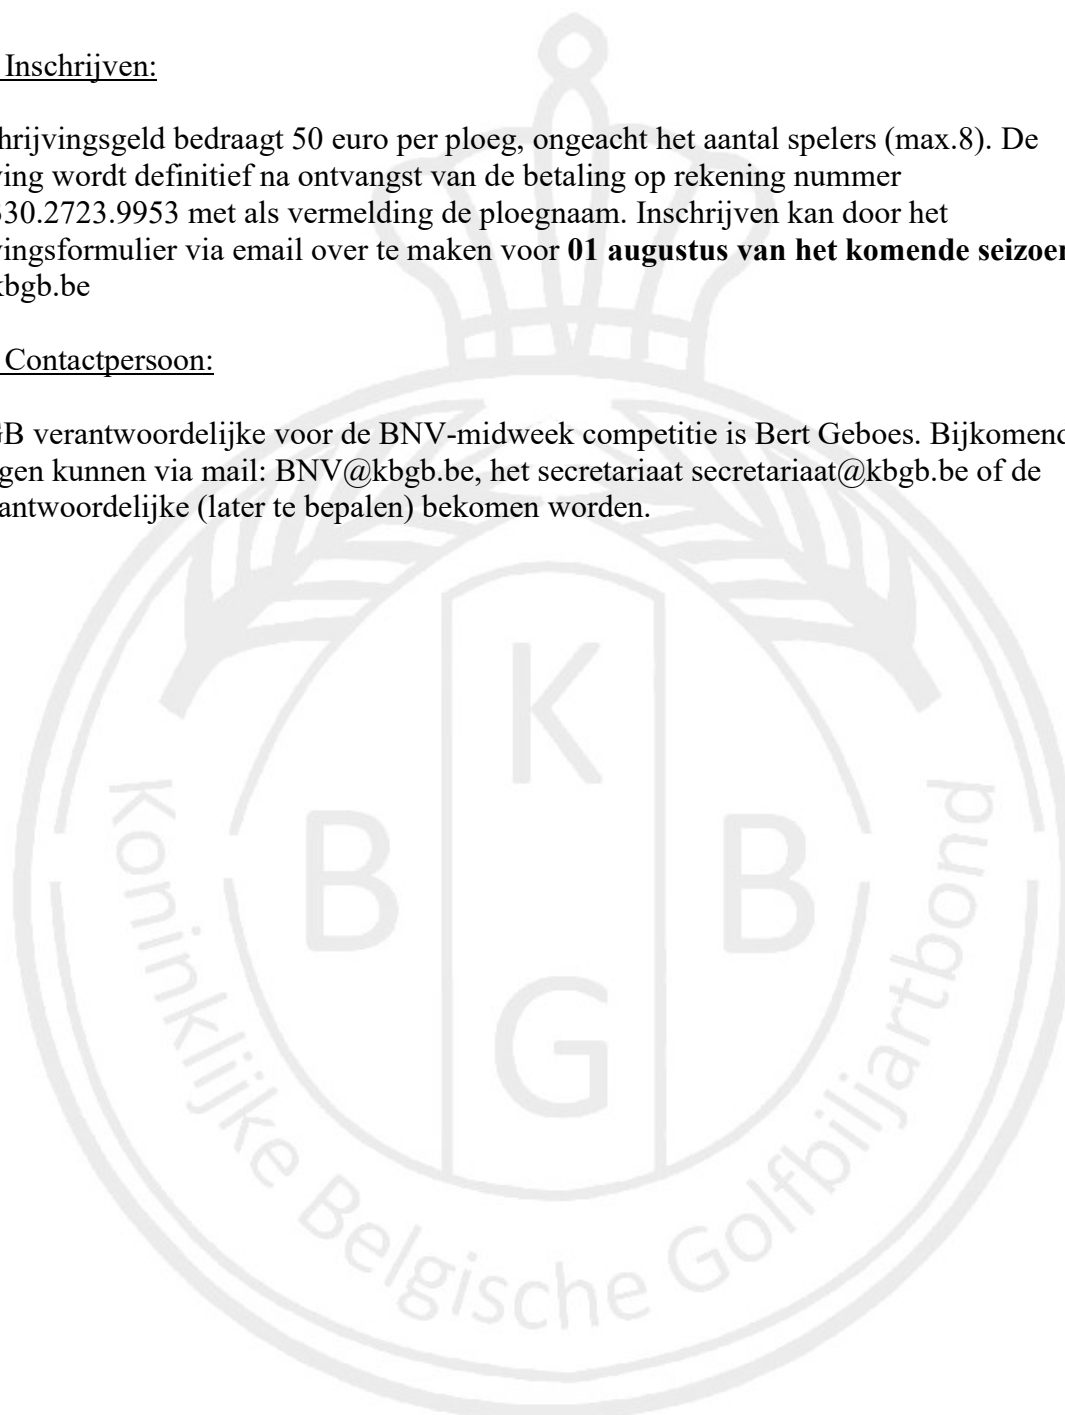 Inschrijven:
hrijvingsgeld bedraagt 50 euro per ploeg, ongeacht het aantal spelers (max.8). De
ving wordt definitief na ontvangst van de betaling op rekening nummer
30.2723.9953 met als vermelding de ploegnaam. Inschrijven kan door het
vingsformulier via email over te maken voor 01 augustus van het komende seizoen
kbgb.be
Contactpersoon:
GB verantwoordelijke voor de BNV-midweek competitie is Bert Geboes. Bijkomend
gen kunnen via mail: BNV@kbgb.be, het secretariaat secretariaat@kbgb.be of de
antwoordelijke (later te bepalen) bekomen worden.
K
B B
G
Koninklijke Belgische Golfbiljartbond